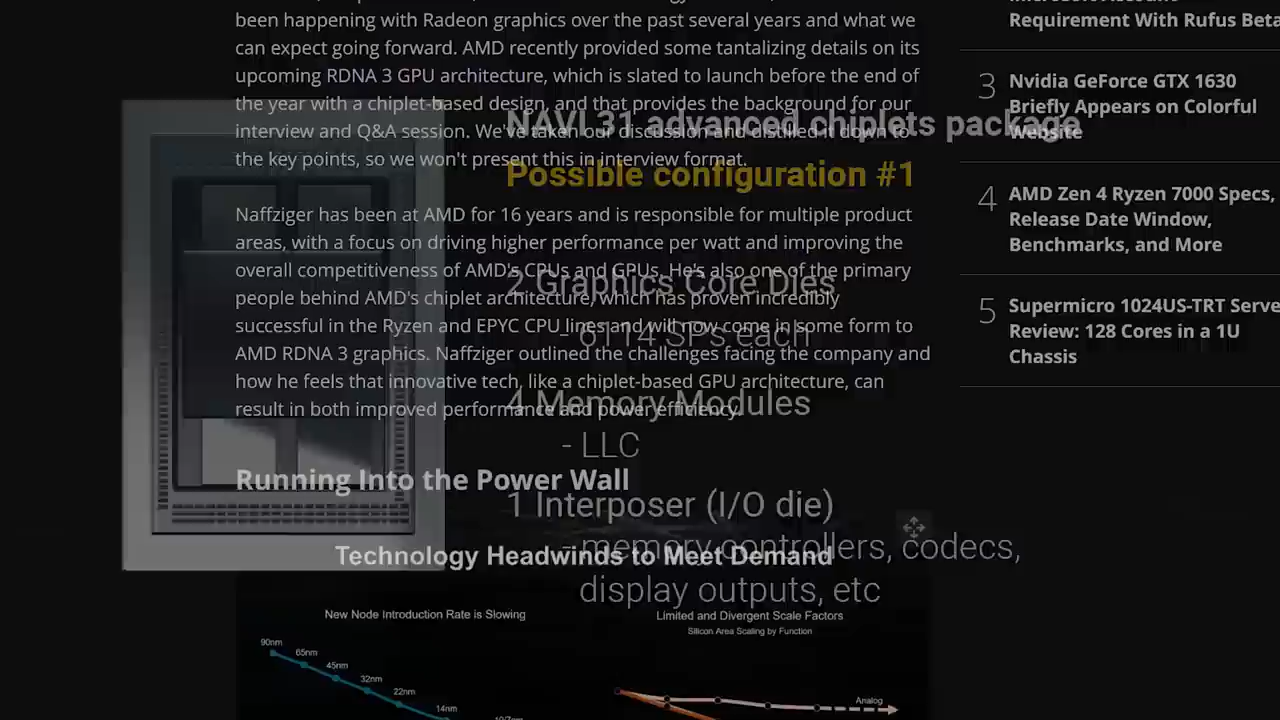 been happening with Radeon graphics over the past several years and what we
can expect going forward. AMD recently provided some tantalizing details on its
upcoming RDNA 3 GPU architecture, which is slated to launch before the end of
the year with a chiplet-based design, and that provides the background for our
interview and Q&A session. We've taken our discussion and distilled it down to
the key points, so we won't present this in interview format.
Naffziger has been at AMD for 16 years and is responsible for multiple product
areas, with a focus on driving higher performance per watt and improving the
overall competitiveness of AMD's CPUs and GPUs. He's also one of the primary
people behind AMD's chiplet architecture, which has proven incredibly
successful in the Ryzen and EPYC CPU lines and will now come in some form to
AMD RDNA 3 graphics. Naffziger outlined the challenges facing the company and
how he feels that innovative tech, like a chiplet-based GPU architecture, can
result in both improved performance and power efficiency.
Running Into the Power Wall
Technology Headwinds to Meet Demand
New Node Introduction Rate is Slowing
90nm
65nm
45nm
32nm
22nm
14nm
Limited and Divergent Scale Factors
Silicon Area Scaling by Function
Analog
NAVI 31 advanced chiplets package
Possible configuration #1
2 Graphics Core Dies
- 6114 SPs each
4 Memory Modules
- LLC
1 Interposer (I/O die)
- memory controllers, codecs,
display outputs, etc
Requirement With Rufus Beta
3
Nvidia GeForce GTX 1630
Briefly Appears on Colorful
Website
4
AMD Zen 4 Ryzen 7000 Specs,
Release Date Window,
Benchmarks, and More
5
Supermicro 1024US-TRT Serve
Review: 128 Cores in a 1U
Chassis